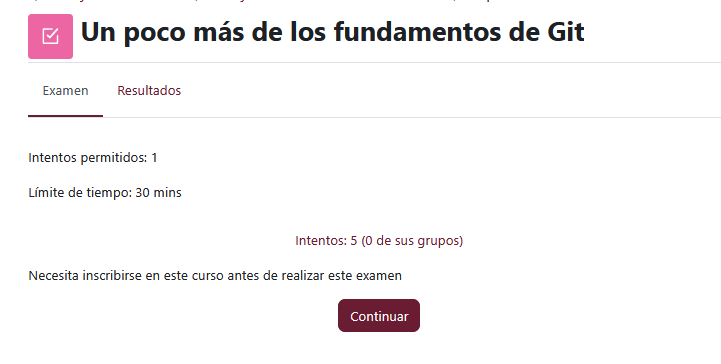 Un poco más de los fundamentos de Git
Examen Resultados
Intentos permitidos: 1
Límite de tiempo: 30 mins
Intentos: 5 (0 de sus grupos)
Necesita inscribirse en este curso antes de realizar este examen
Continuar